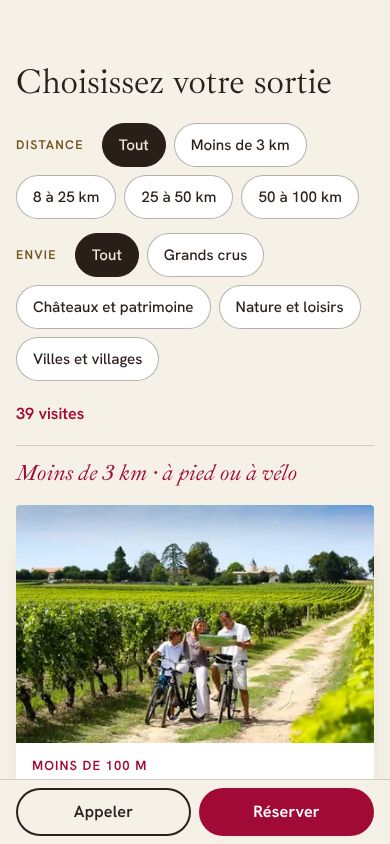 Choisissez votre sortie
DISTANCE Tout Moins de 3 km
8 à 25 km 25 à 50 km 50 à 100 km
ENVIE Tout Grands crus
Châteaux et patrimoine Nature et loisirs
Villes et villages
39 visites
Moins de 3 km · à pied ou à vélo
MOINS DE 100 M
Appeler Réserver